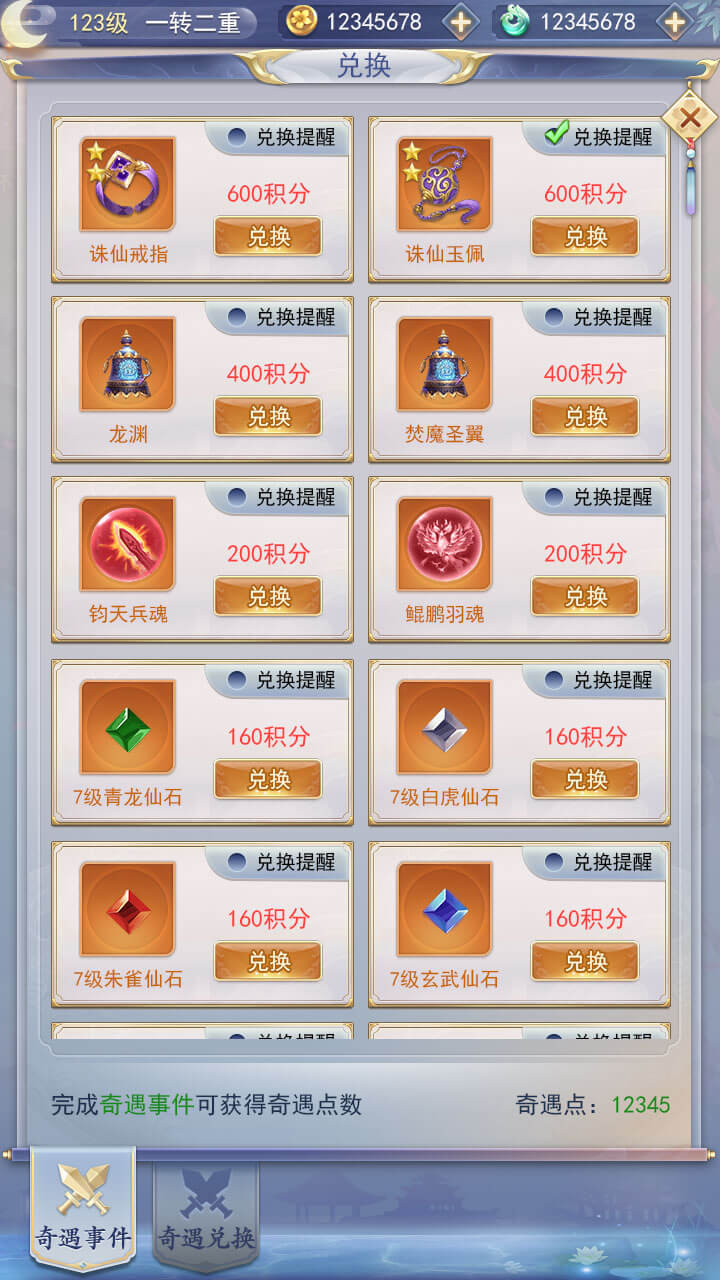 123级 一转二重 12345678 12345678
兑换
兑换提醒 兑换提醒
600积分 600积分
兑换 兑换
诛仙戒指 诛仙玉佩
兑换提醒 兑换提醒
400积分 400积分
兑换 兑换
龙渊 焚魔圣翼
兑换提醒 兑换提醒
200积分 200积分
兑换 兑换
钧天兵魂 鲲鹏羽魂
兑换提醒 兑换提醒
160积分 160积分
兑换 兑换
7级青龙仙石 7级白虎仙石
兑换提醒 兑换提醒
160积分 160积分
兑换 兑换
7级朱雀仙石 7级玄武仙石
兑换提醒 兑换提醒
完成奇遇事件可获得奇遇点数 奇遇点：12345
奇遇事件 奇遇兑换